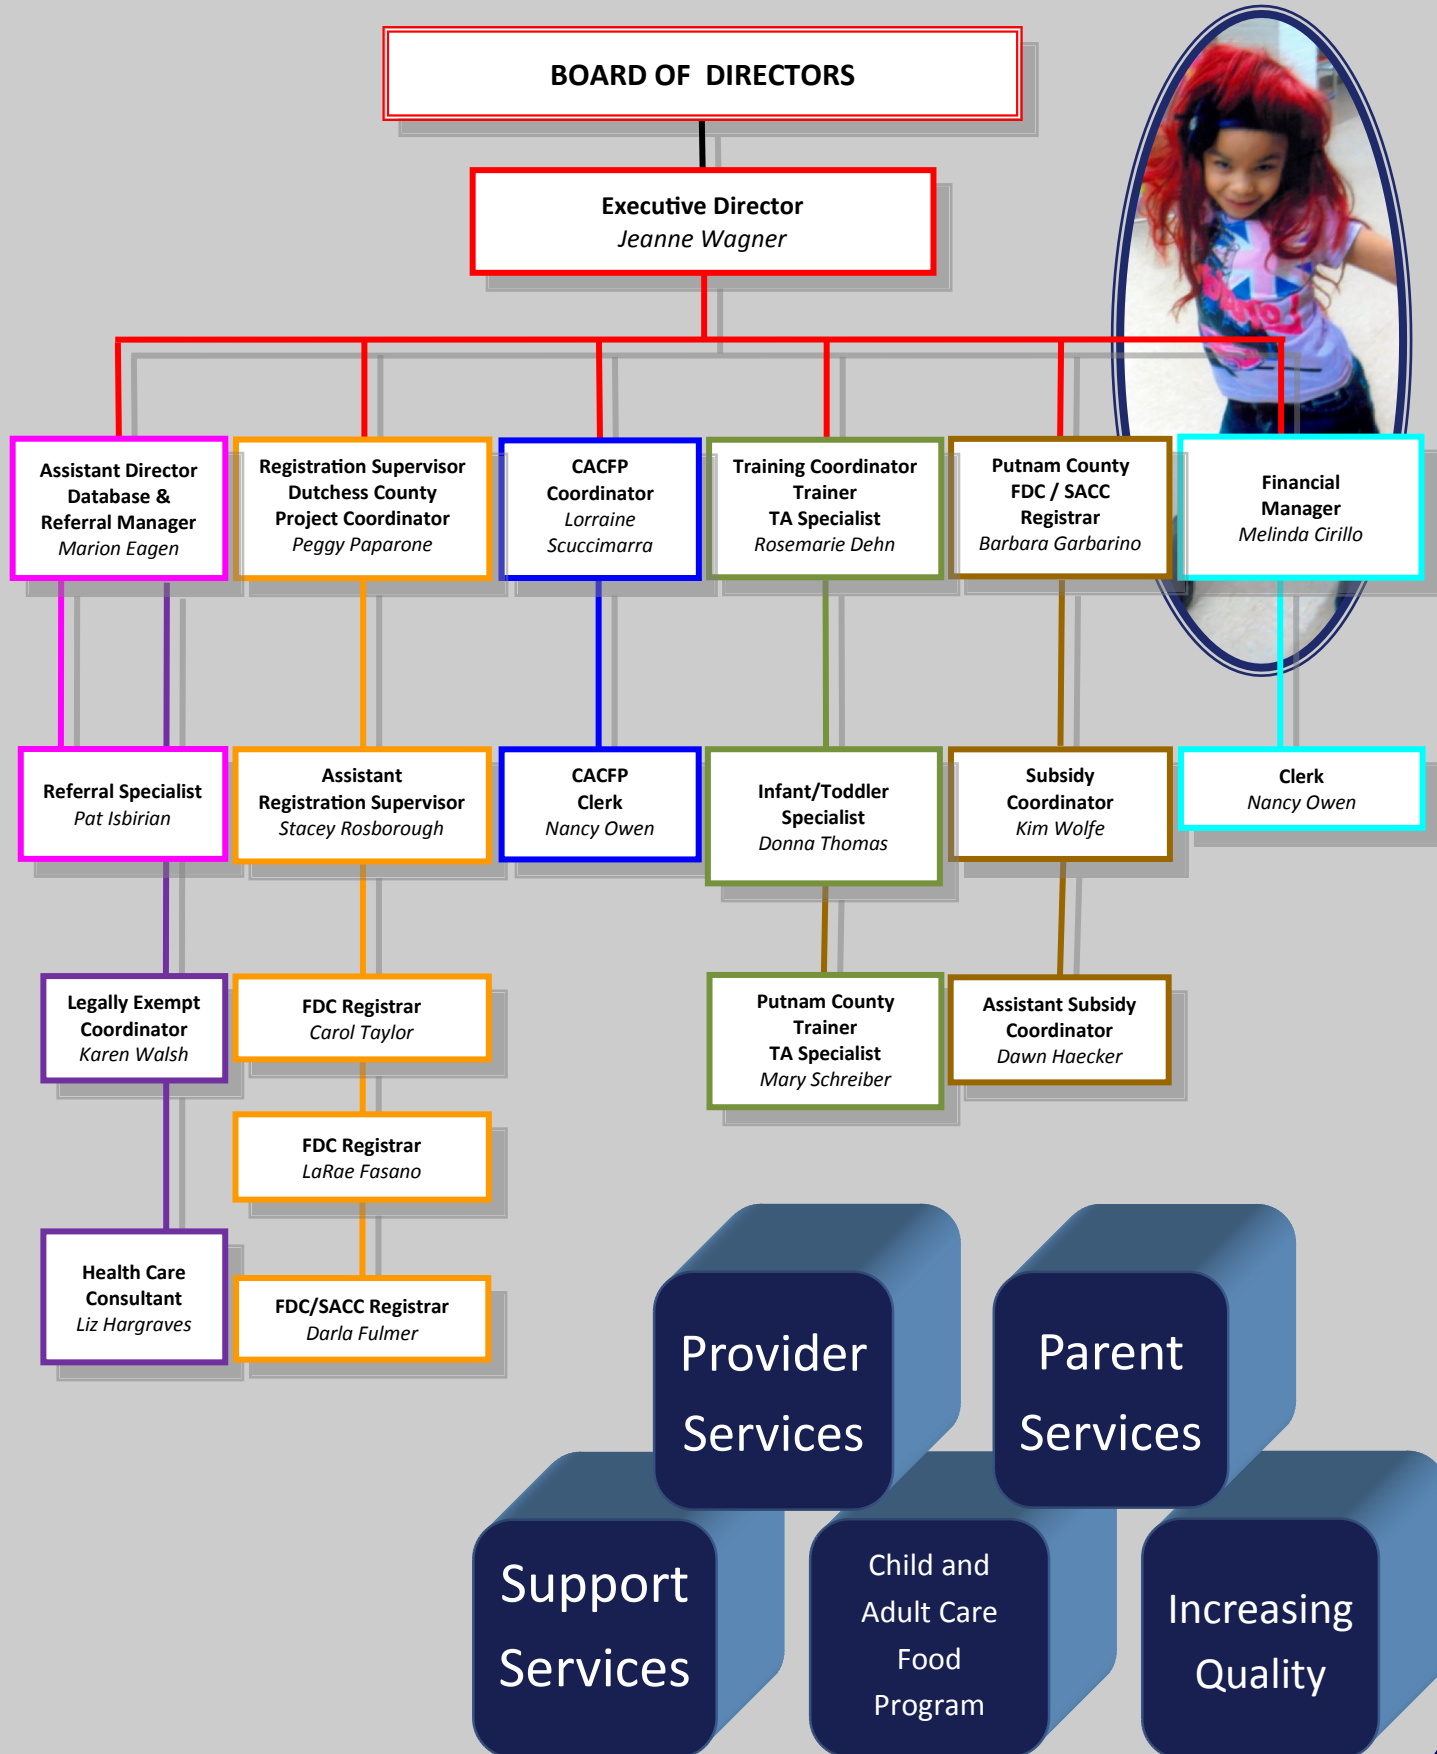 BOARD OF  DIRECTORS
Executive Director
Jeanne Wagner
Assistant Director
Database &
Referral Manager
Marion Eagen
Registration Supervisor
Dutchess County
Project Coordinator
Peggy Paparone
CACFP
Coordinator
Lorraine
Scuccimarra
Training Coordinator
Trainer
TA Specialist
Rosemarie Dehn
Putnam County
FDC / SACC
Registrar
Barbara Garbarino
Financial
Manager
Melinda Cirillo
Referral Specialist
Pat Isbirian
Assistant
Registration Supervisor
Stacey Rosborough
CACFP
Clerk
Nancy Owen
Infant/Toddler
Specialist
Donna Thomas
Subsidy
Coordinator
Kim Wolfe
Clerk
Nancy Owen
Legally Exempt
Coordinator
Karen Walsh
FDC Registrar
Carol Taylor
Putnam County
Trainer
TA Specialist
Mary Schreiber
Assistant Subsidy
Coordinator
Dawn Haecker
FDC Registrar
LaRae Fasano
Health Care
Consultant
Liz Hargraves
FDC/SACC Registrar
Darla Fulmer
Provider
Services
Parent
Services
Support
Services
Child and
Adult Care
Food
Program
Increasing
Quality